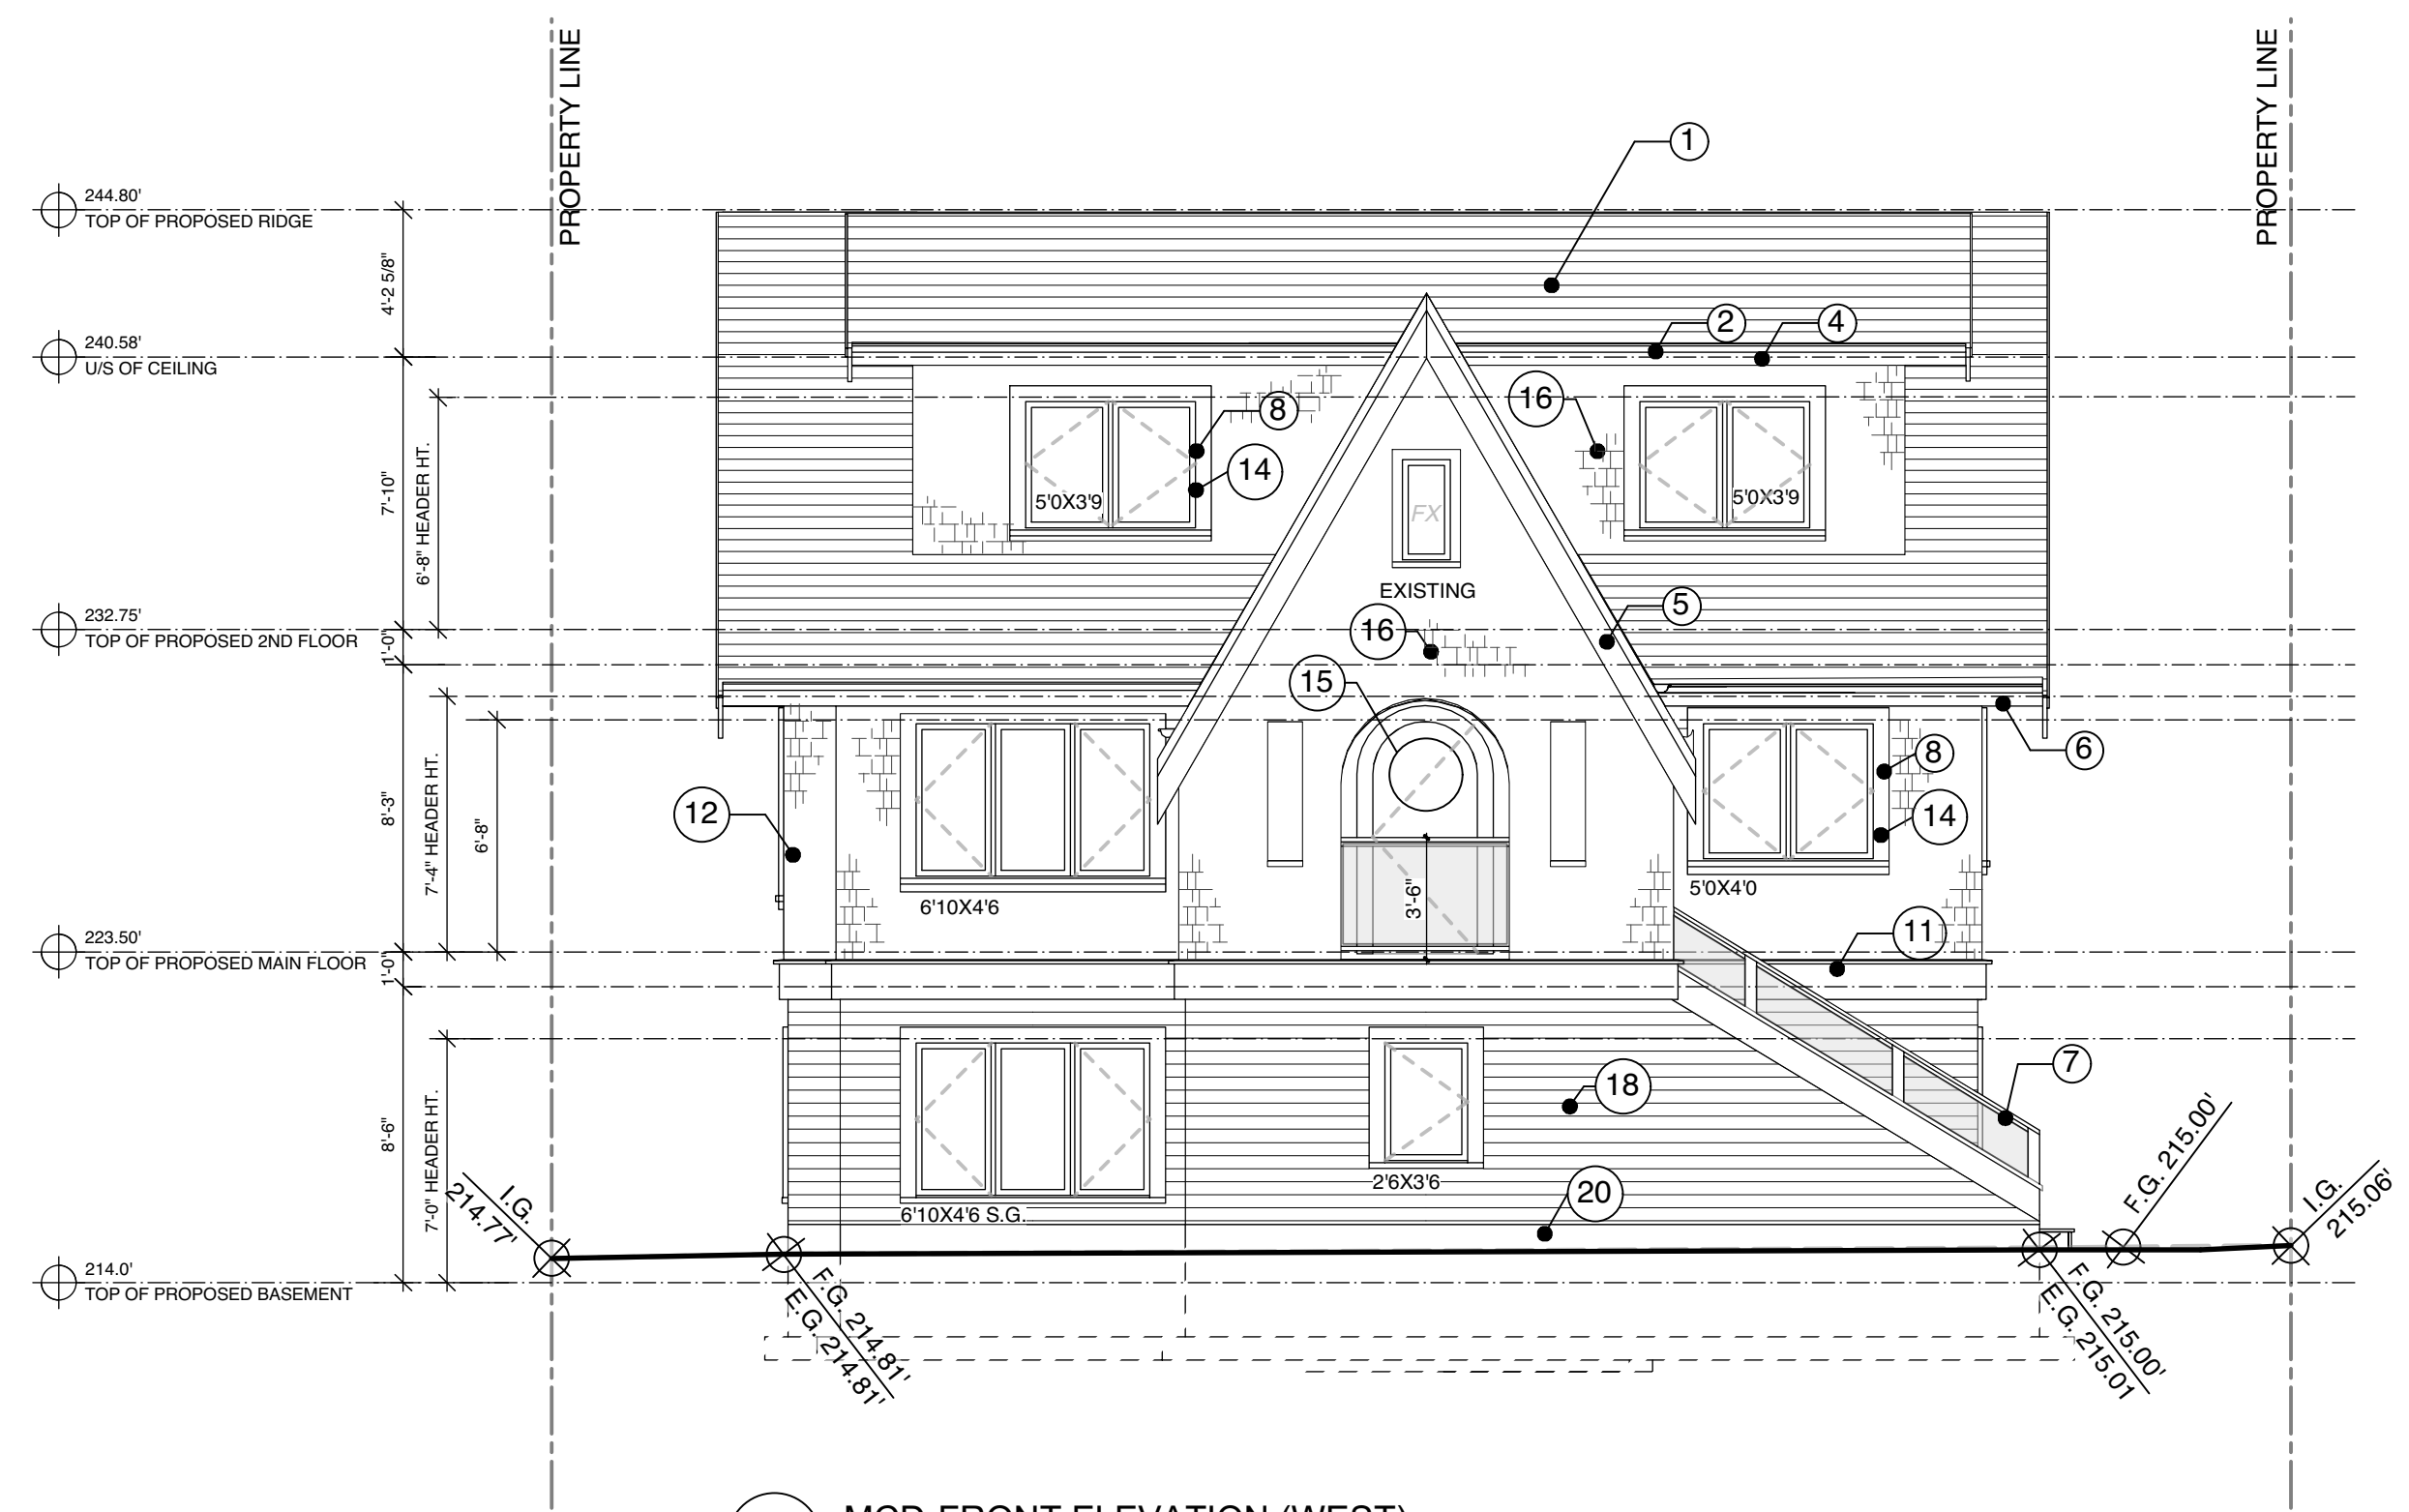 PROPERTY LINE
PROPERTY LINE
1
244.80'
TOP OF PROPOSED RIDGE
4'-2 5/8"
2
4
240.58'
U/S OF CEILING
16
8
14
5'0X3'9
5'0X3'9
FX
7'-10"
6'-8" HEADER HT.
EXISTING
5
16
232.75'
TOP OF PROPOSED 2ND FLOOR
1'-0"
15
6
8
12
14
8'-3"
7'-4" HEADER HT.
6'-8"
3'-6"
6'10X4'6
5'0X4'0
11
223.50'
TOP OF PROPOSED MAIN FLOOR
1'-0"
7
18
8'-6"
7'-0" HEADER HT.
2'6X3'6
20
6'10X4'6 S.G.
I.G.
214.77'
F.G. 215.00'
I.G.
215.06'
214.0'
TOP OF PROPOSED BASEMENT
F.G. 214.81'
E.G. 214.81'
F.G. 215.00'
E.G. 215.01